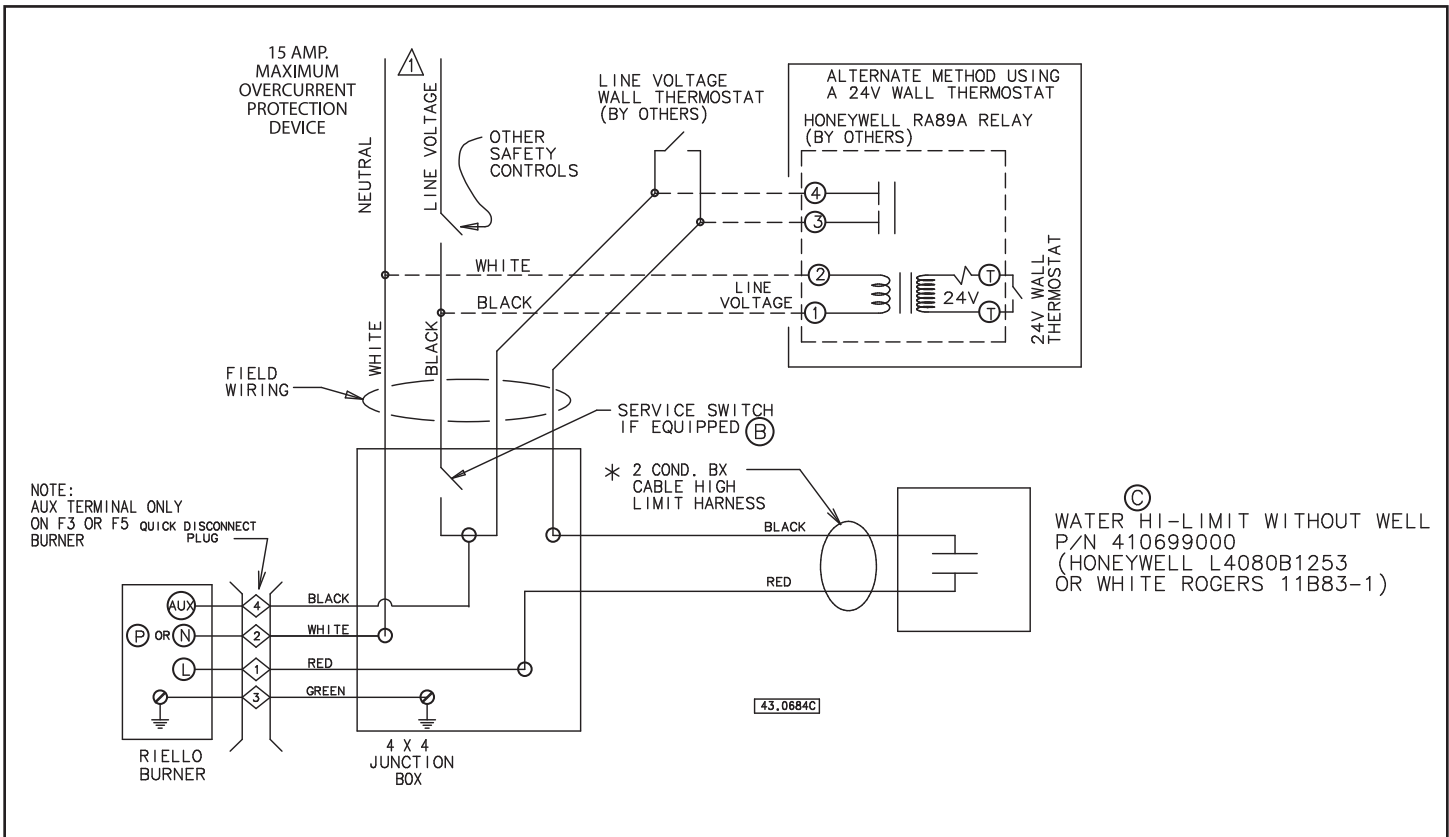 15 AMP.
MAXIMUM
OVERCURRENT
PROTECTION
DEVICE
1
NEUTRAL
LINE VOLTAGE
OTHER
SAFETY
CONTROLS
LINE VOLTAGE
WALL THERMOSTAT
(BY OTHERS)
ALTERNATE METHOD USING
A 24V WALL THERMOSTAT
HONEYWELL RA89A RELAY
(BY OTHERS)
4
3
2
1
LINE
VOLTAGE
24V
T
T
24V WALL
THERMOSTAT
WHITE
BLACK
WHITE
BLACK
FIELD
WIRING
SERVICE SWITCH
IF EQUIPPED B
* 2 COND. BX
CABLE HIGH
LIMIT HARNESS
BLACK
RED
C
WATER HI-LIMIT WITHOUT WELL
P/N 410699000
(HONEYWELL L4080B1253
OR WHITE ROGERS 11B83-1)
NOTE:
AUX TERMINAL ONLY
ON F3 OR F5
BURNER
QUICK DISCONNECT
PLUG
AUX
4
BLACK
P OR N
2
WHITE
L
1
RED
3
GREEN
RIELLO
BURNER
4 X 4
JUNCTION
BOX
43.0684C